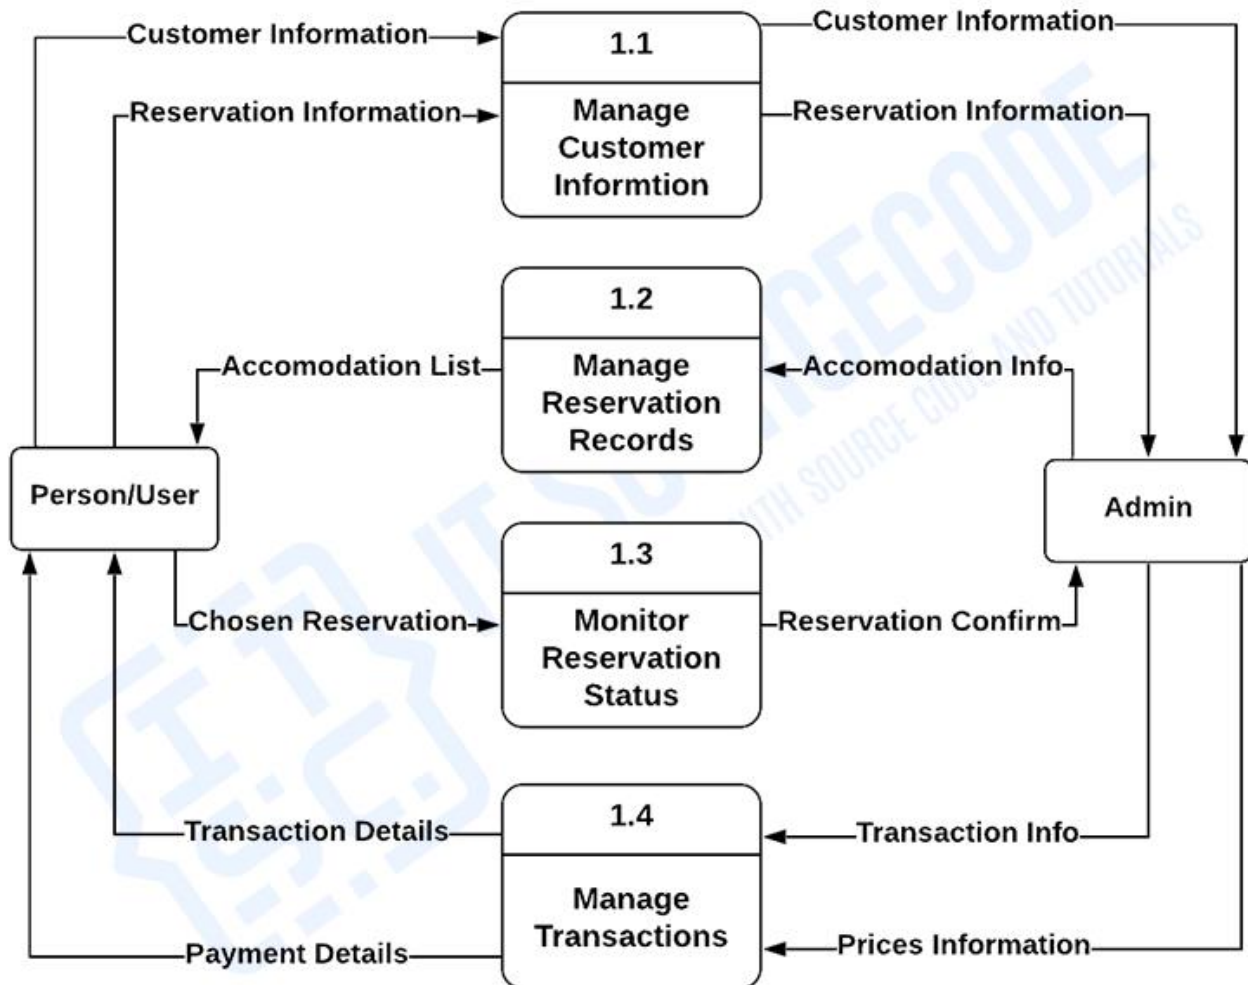 Customer Information
1.1
Customer Information
Reservation Information
Manage
Customer
Informtion
Reservation Information
1.2
Accomodation List
Manage
Reservation
Records
Accomodation Info
Person/User
Admin
1.3
Chosen Reservation
Monitor
Reservation
Status
Reservation Confirm
1.4
Transaction Details
Transaction Info
Manage
Transactions
Payment Details
Prices Information